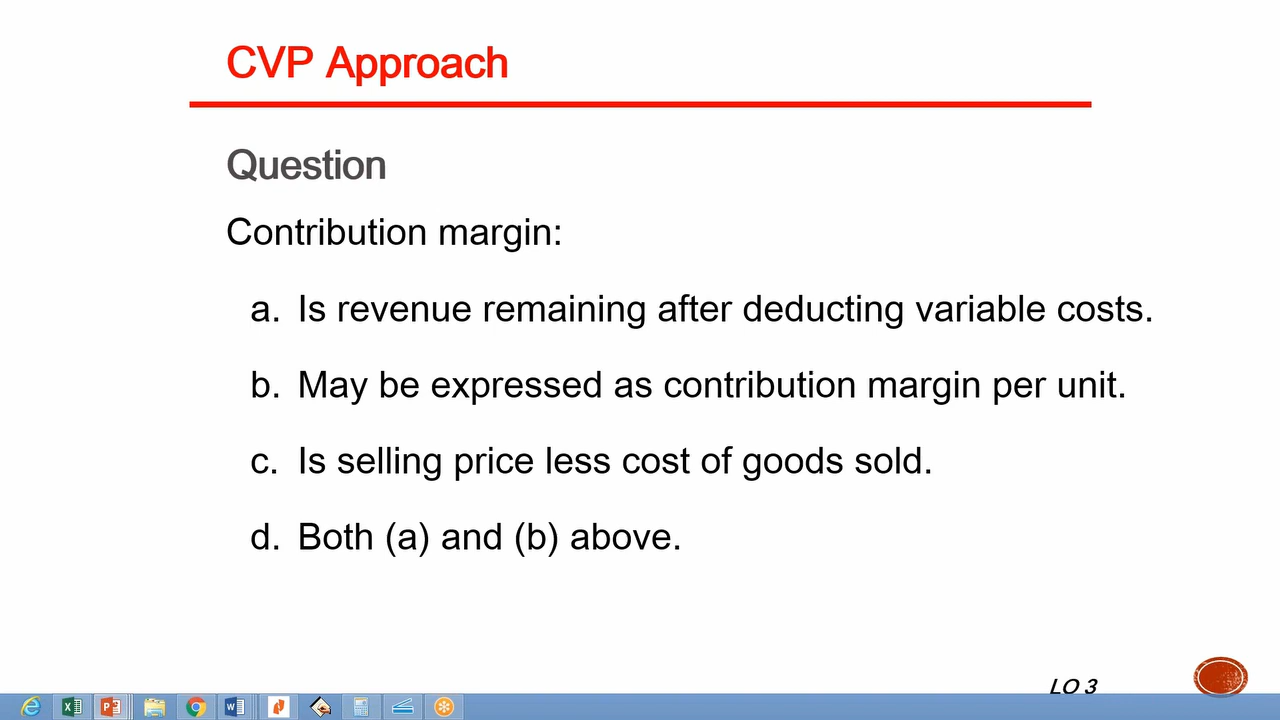 CVP Approach
Question
Contribution margin:
a. Is revenue remaining after deducting variable costs.
b. May be expressed as contribution margin per unit.
c. Is selling price less cost of goods sold.
d. Both (a) and (b) above.
LO 3